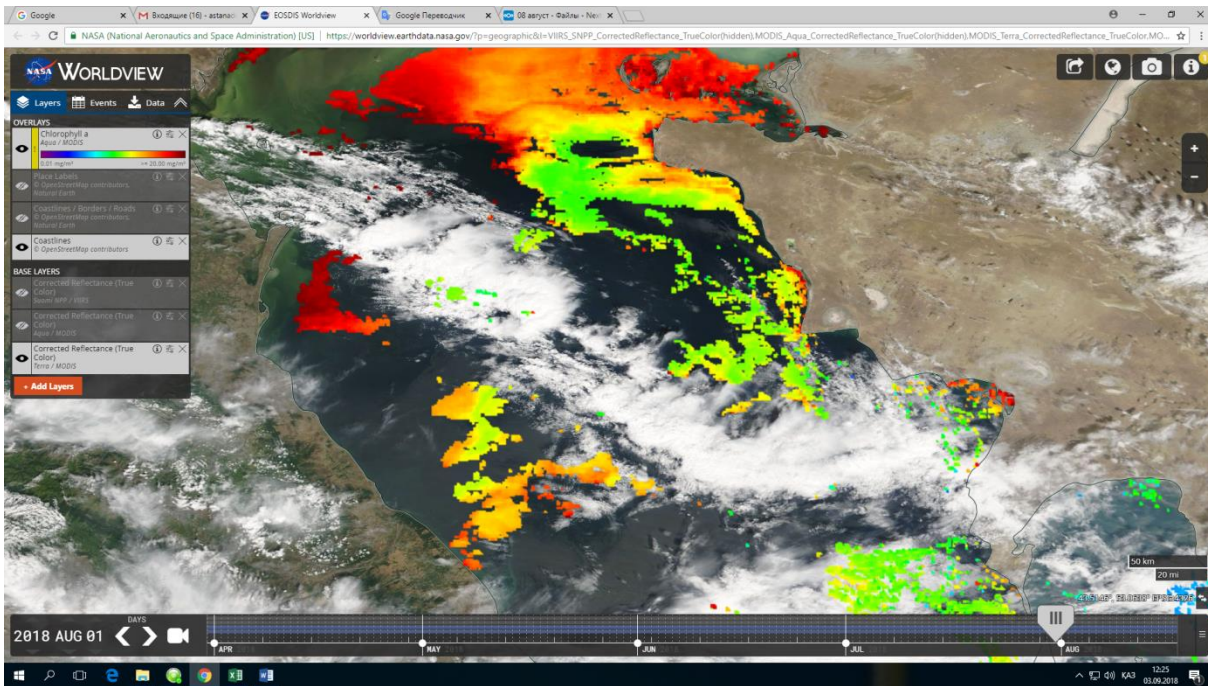 Google
Входящие (16) - astanac
EOSDIS Worldview
Google Переводчик
08 август - Файлы - Nex
NASA (National Aeronautics and Space Administration) [US] | https://worldview.earthdata.nasa.gov/?p=geographic&l=VIIRS_SNPP_CorrectedReflectance_TrueColor(hidden),MODIS_Aqua_CorrectedReflectance_TrueColor(hidden),MODIS_Terra_CorrectedReflectance_TrueColor,MO...
NASA WORLDVIEW
Layers Events Data
OVERLAYS
Chlorophyll a
Aqua / MODIS
0.01 mg/m³ >= 20.00 mg/m³
Place Labels
© OpenStreetMap contributors,
Natural Earth
Coastlines / Borders / Roads
© OpenStreetMap contributors,
Natural Earth
Coastlines
© OpenStreetMap contributors
BASE LAYERS
Corrected Reflectance (True
Color)
Suomi NPP / VIIRS
Corrected Reflectance (True
Color)
Aqua / MODIS
Corrected Reflectance (True
Color)
Terra / MODIS
+ Add Layers
50 km
20 mi
DAYS
2018 AUG 01
APR
MAY
JUN
JUL
AUG
12:25
КАЗ
03.09.2018